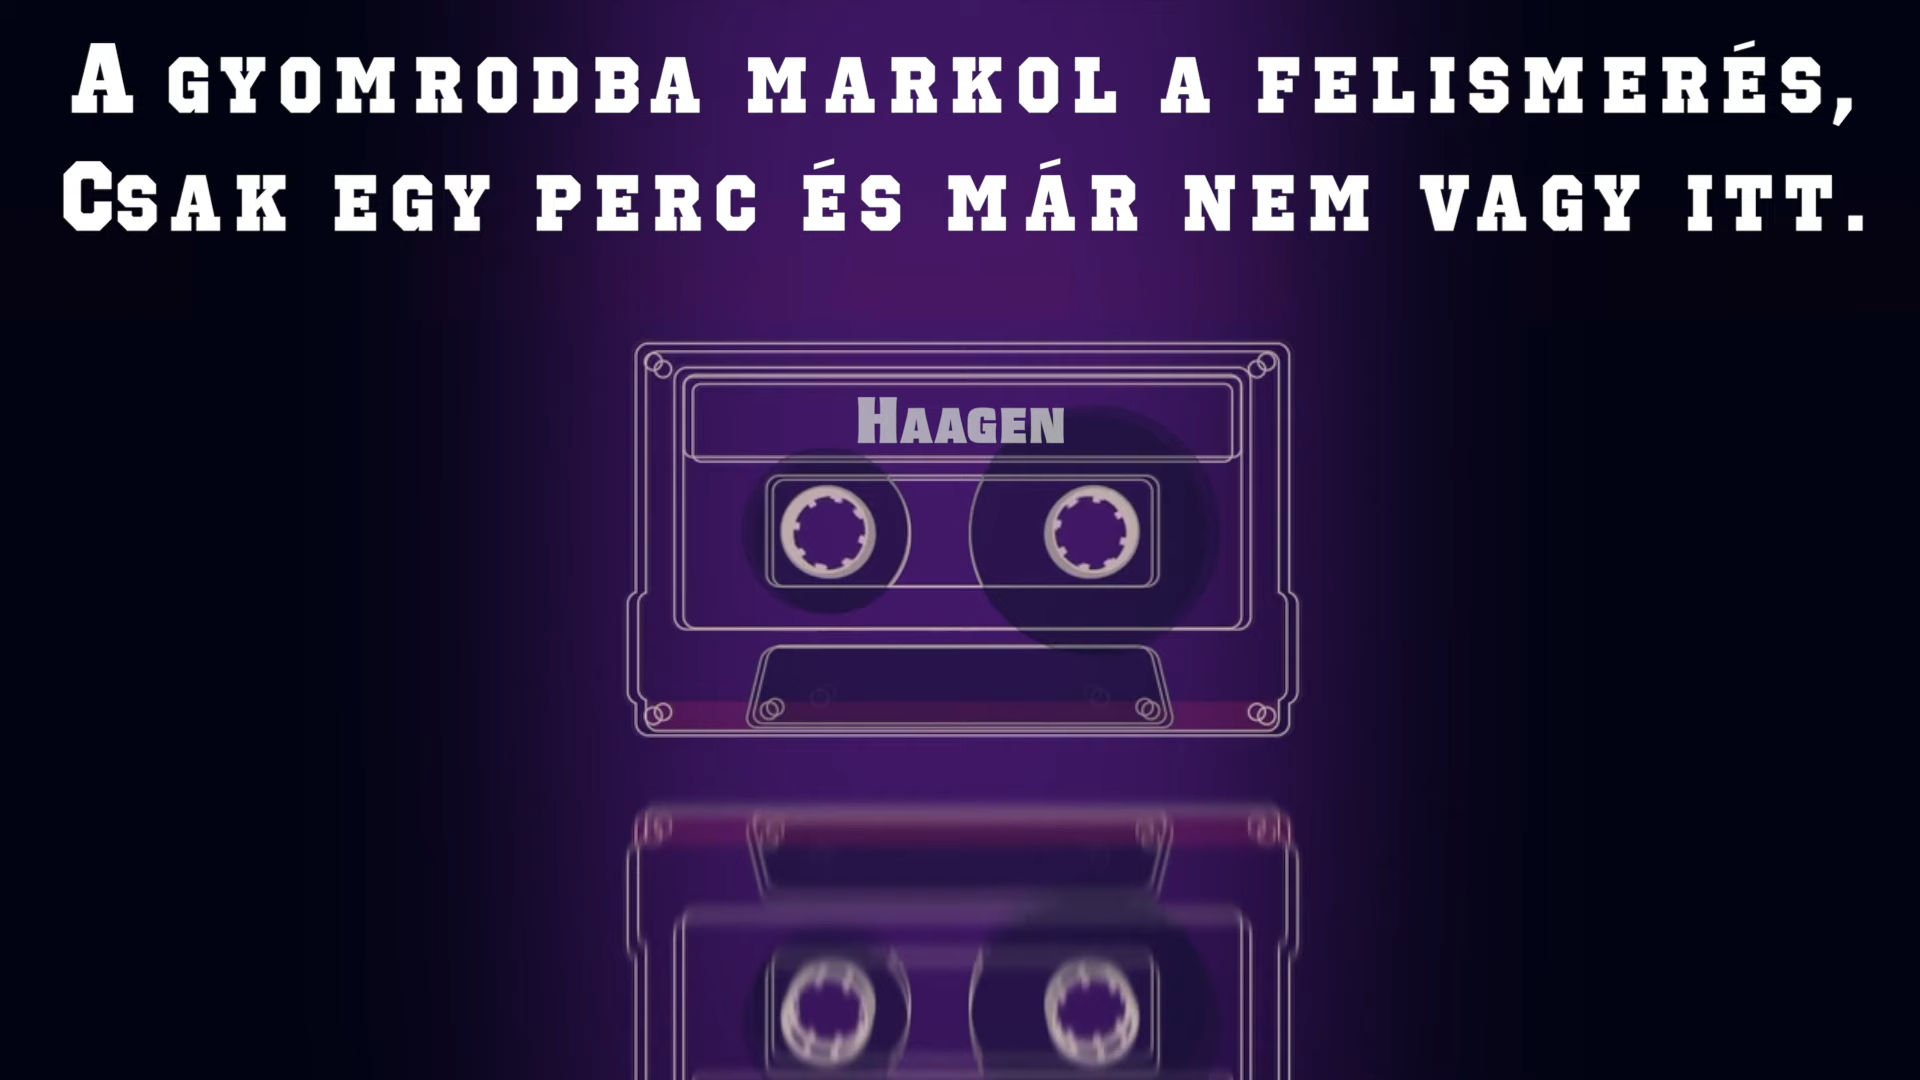 A GYOMRODBA MARKOL A FELISMERÉS,
CSAK EGY PERC ÉS MÁR NEM VAGY ITT.
HAAGEN